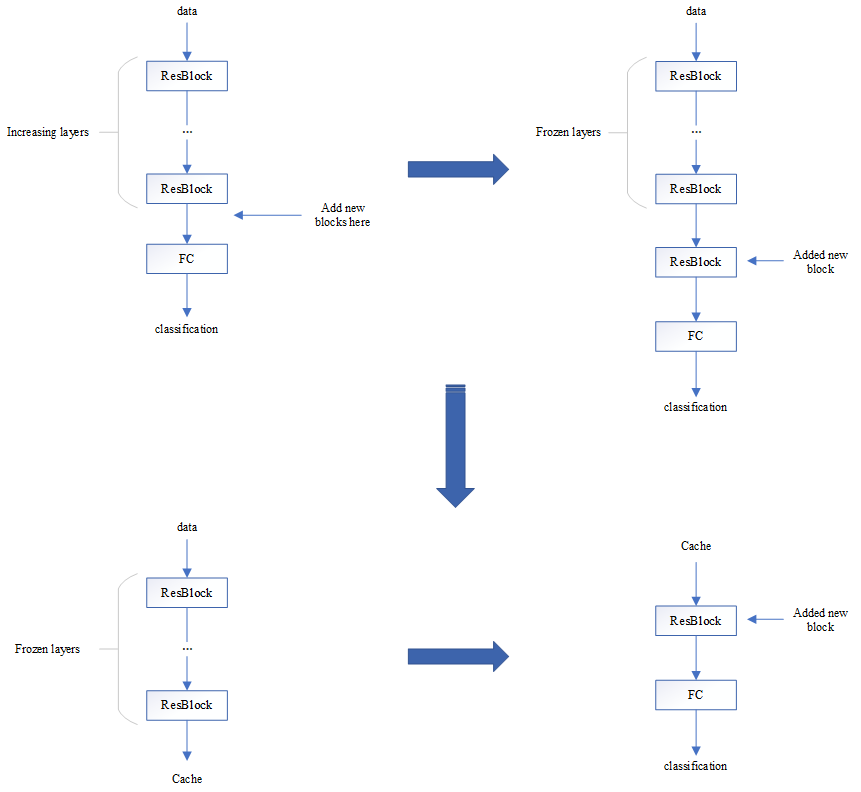 data
ResBlock
Increasing layers
...
ResBlock
Add new
blocks here
FC
classification
data
ResBlock
Frozen layers
...
ResBlock
ResBlock
Added new
block
FC
classification
data
ResBlock
Frozen layers
...
ResBlock
Cache
Cache
ResBlock
Added new
block
FC
classification